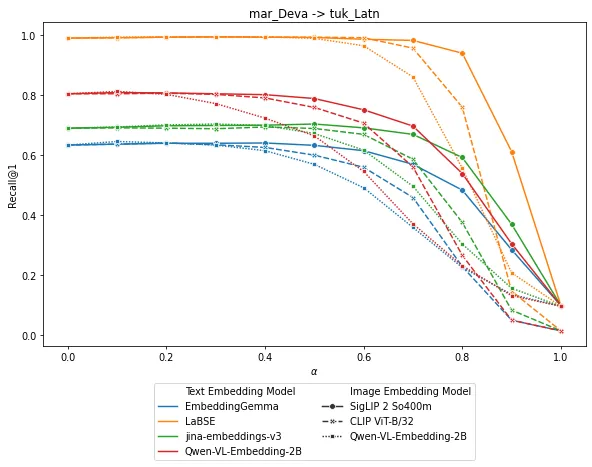 mar_Deva -> tuk_Latn
Recall@1
1.0
0.8
0.6
0.4
0.2
0.0
0.0 0.2 0.4 0.6 0.8 1.0
α
Text Embedding Model
EmbeddingGemma
LaBSE
jina-embeddings-v3
Qwen-VL-Embedding-2B
Image Embedding Model
SigLIP 2 So400m
CLIP ViT-B/32
Qwen-VL-Embedding-2B